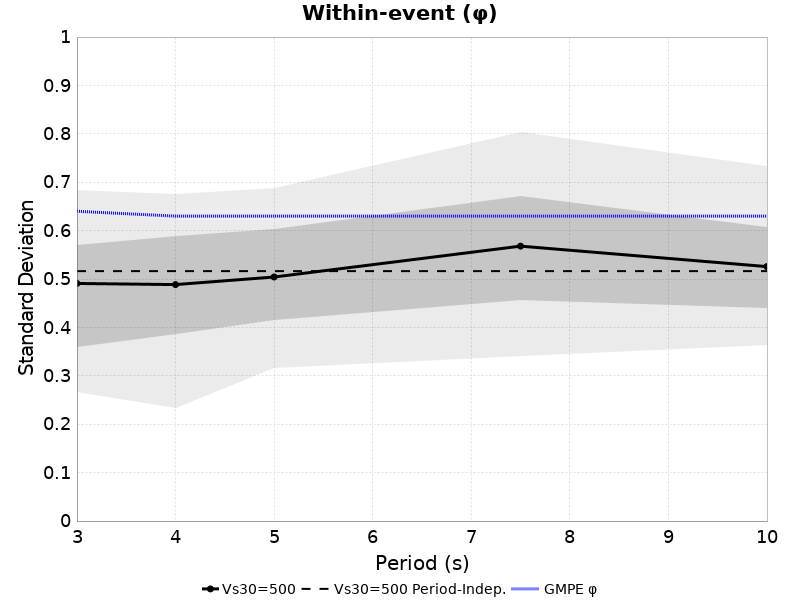 Within-event (φ)
1
0.9
0.8
0.7
0.6
0.5
0.4
0.3
0.2
0.1
0
Standard Deviation
3 4 5 6 7 8 9 10
Period (s)
Vs30=500 Vs30=500 Period-Indep. GMPE φ